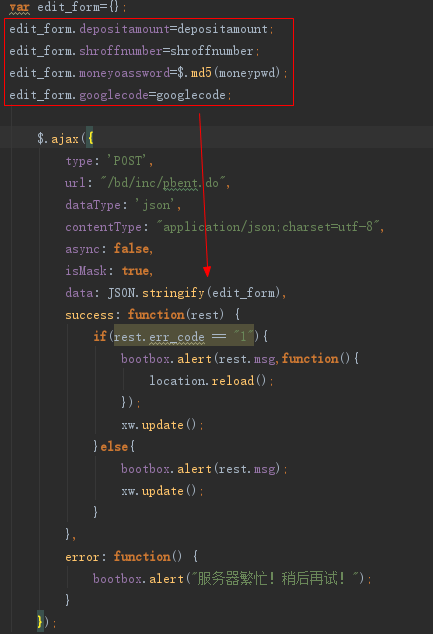 var edit_form={};
edit_form.depositamount=depositamount;
edit_form.shroffnumber=shroffnumber;
edit_form.moneyoassword=$.md5(moneypwd);
edit_form.googlecode=googlecode;
$.ajax({
type: 'POST',
url: "/bd/inc/pbent.do",
dataType: 'json',
contentType: "application/json;charset=utf-8",
async: false,
isMask: true,
data: JSON.stringify(edit_form),
success: function(rest) {
if(rest.err_code == "1"){
bootbox.alert(rest.msg,function(){
location.reload();
});
xw.update();
}else{
bootbox.alert(rest.msg);
xw.update();
}
},
error: function() {
bootbox.alert("服务器繁忙！稍后再试！");
}
});